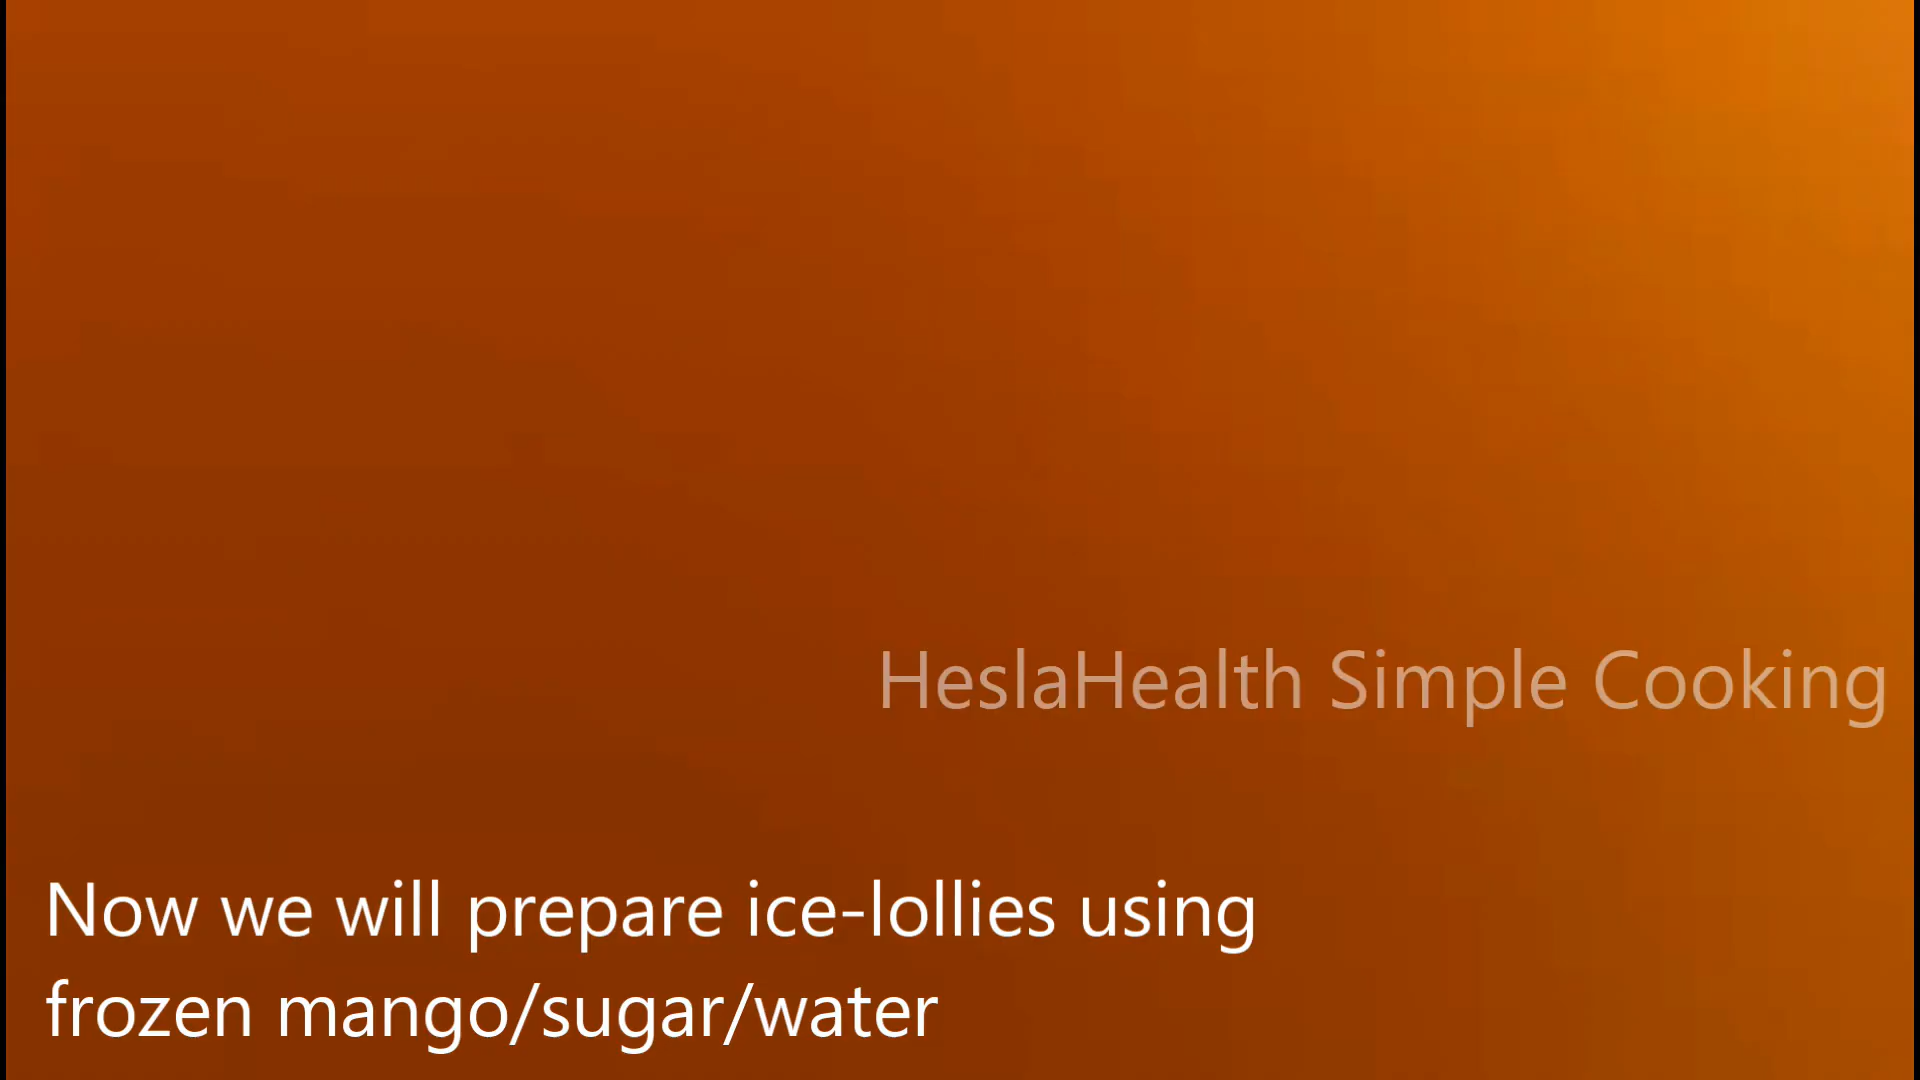 HeslaHealth Simple Cooking
Now we will prepare ice-lollies using
frozen mango/sugar/water